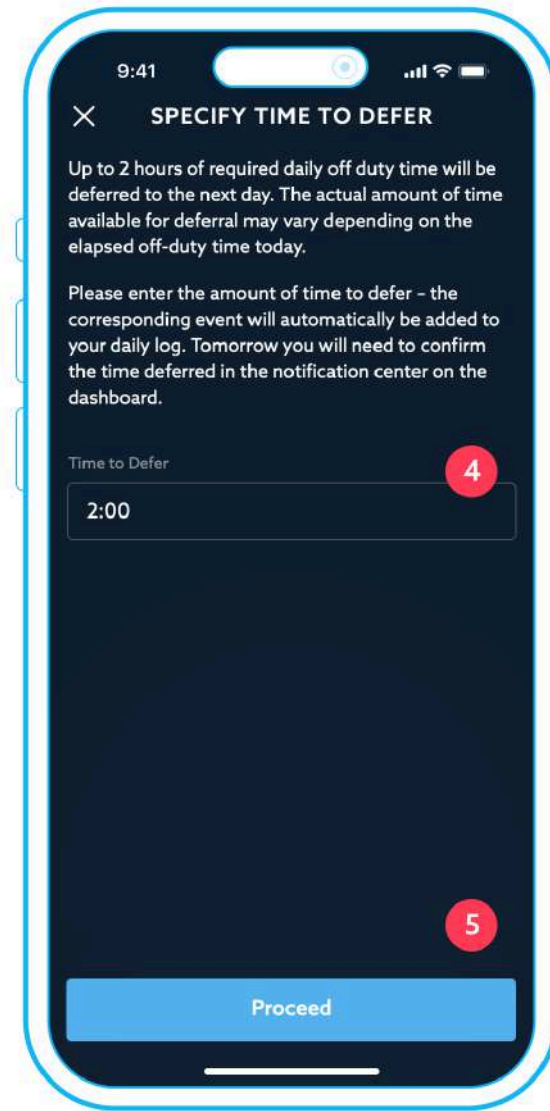 9:41
SPECIFY TIME TO DEFER
Up to 2 hours of required daily off duty time will be
deferred to the next day. The actual amount of time
available for deferral may vary depending on the
elapsed off-duty time today.
Please enter the amount of time to defer – the
corresponding event will automatically be added to
your daily log. Tomorrow you will need to confirm
the time deferred in the notification center on the
dashboard.
Time to Defer
4
2:00
5
Proceed